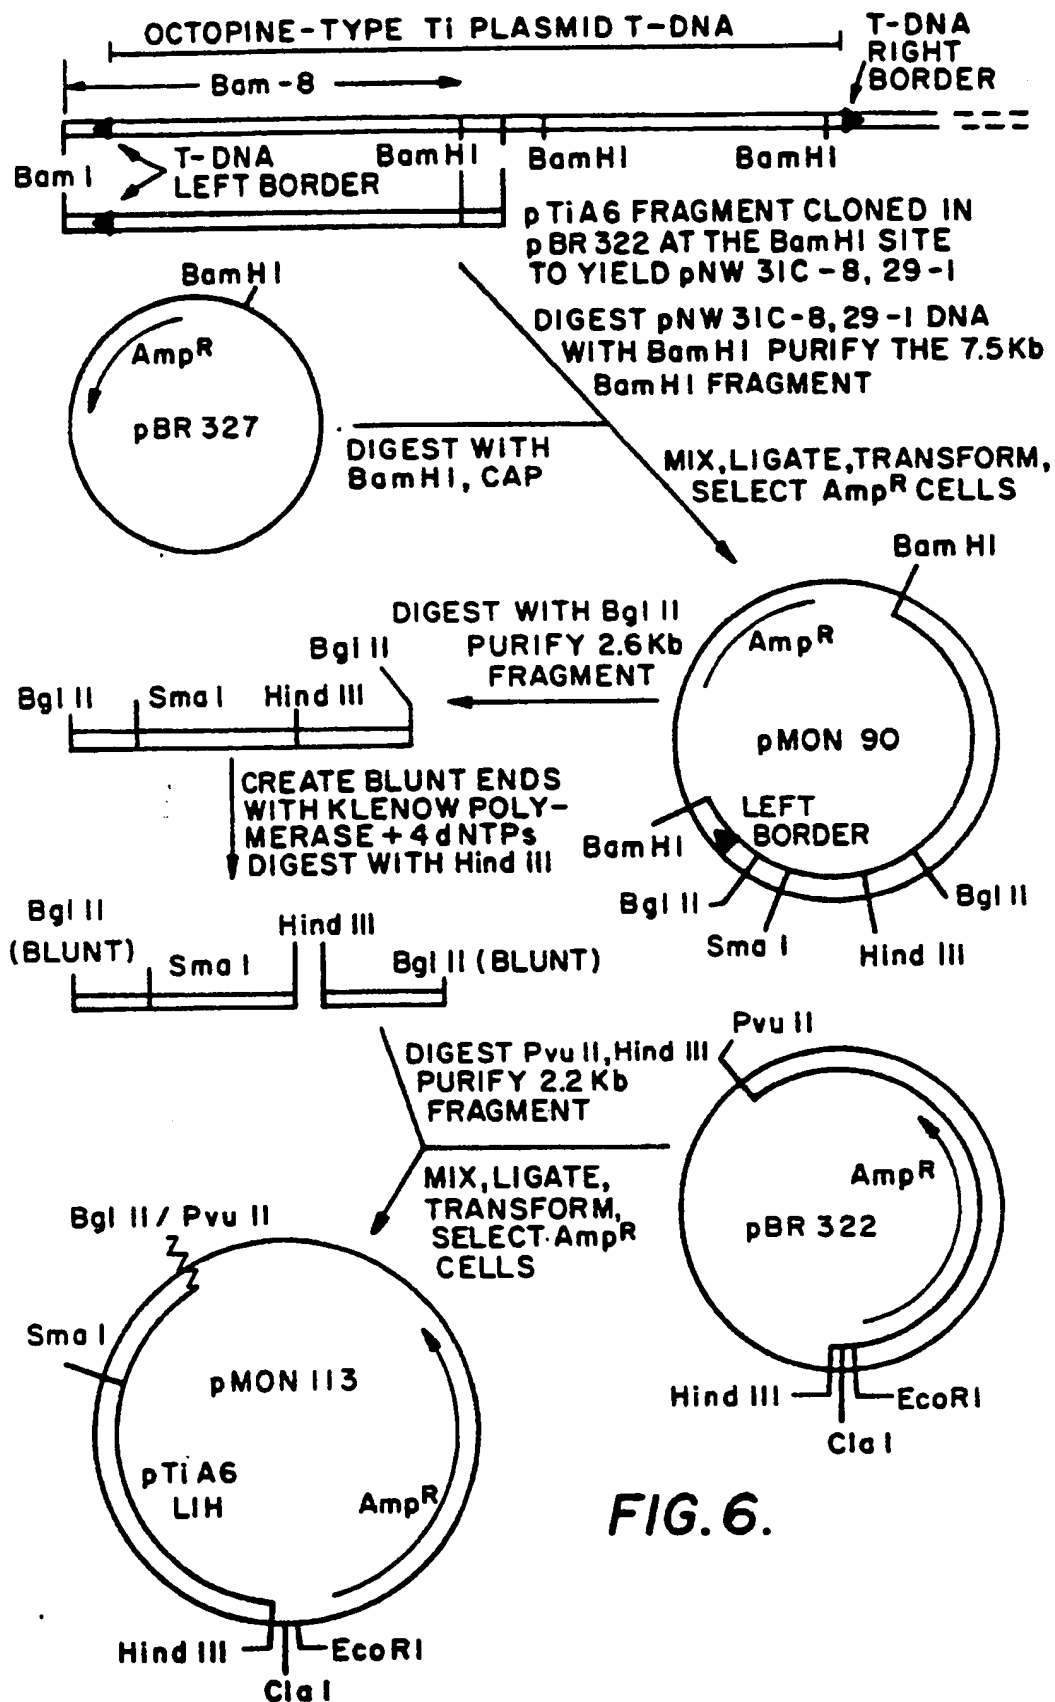 OCTOPINE-TYPE Ti PLASMID T-DNA
T-DNA
RIGHT
BORDER
Bam-8
Bam I
T-DNA
LEFT BORDER
BamHI
BamHI
BamHI
pTiA6 FRAGMENT CLONED IN
pBR 322 AT THE BamHI SITE
TO YIELD pNW 31C-8, 29-1
BamHI
AmpR
pBR 327
DIGEST pNW 31C-8, 29-1 DNA
WITH BamHI PURIFY THE 7.5Kb
BamHI FRAGMENT
DIGEST WITH
BamHI, CAP
MIX, LIGATE, TRANSFORM,
SELECT AmpR CELLS
Bam HI
AmpR
pMON 90
LEFT
BORDER
BamHI
Bgl II
Sma I
Hind III
Bgl II
DIGEST WITH Bgl II
PURIFY 2.6Kb
FRAGMENT
Bgl II
Bgl II
Sma I
Hind III
CREATE BLUNT ENDS
WITH KLENOW POLY-
MERASE + 4 dNTPs
DIGEST WITH Hind III
Bgl II
(BLUNT)
Sma I
Hind III
Bgl II (BLUNT)
DIGEST Pvu II, Hind III
PURIFY 2.2 Kb
FRAGMENT
Pvu II
AmpR
pBR 322
Hind III
EcoRI
Cla I
MIX, LIGATE,
TRANSFORM,
SELECT AmpR
CELLS
Bgl II / Pvu II
Sma I
pMON 113
pTi A6
LIH
AmpR
Hind III
EcoRI
Cla I
FIG. 6.